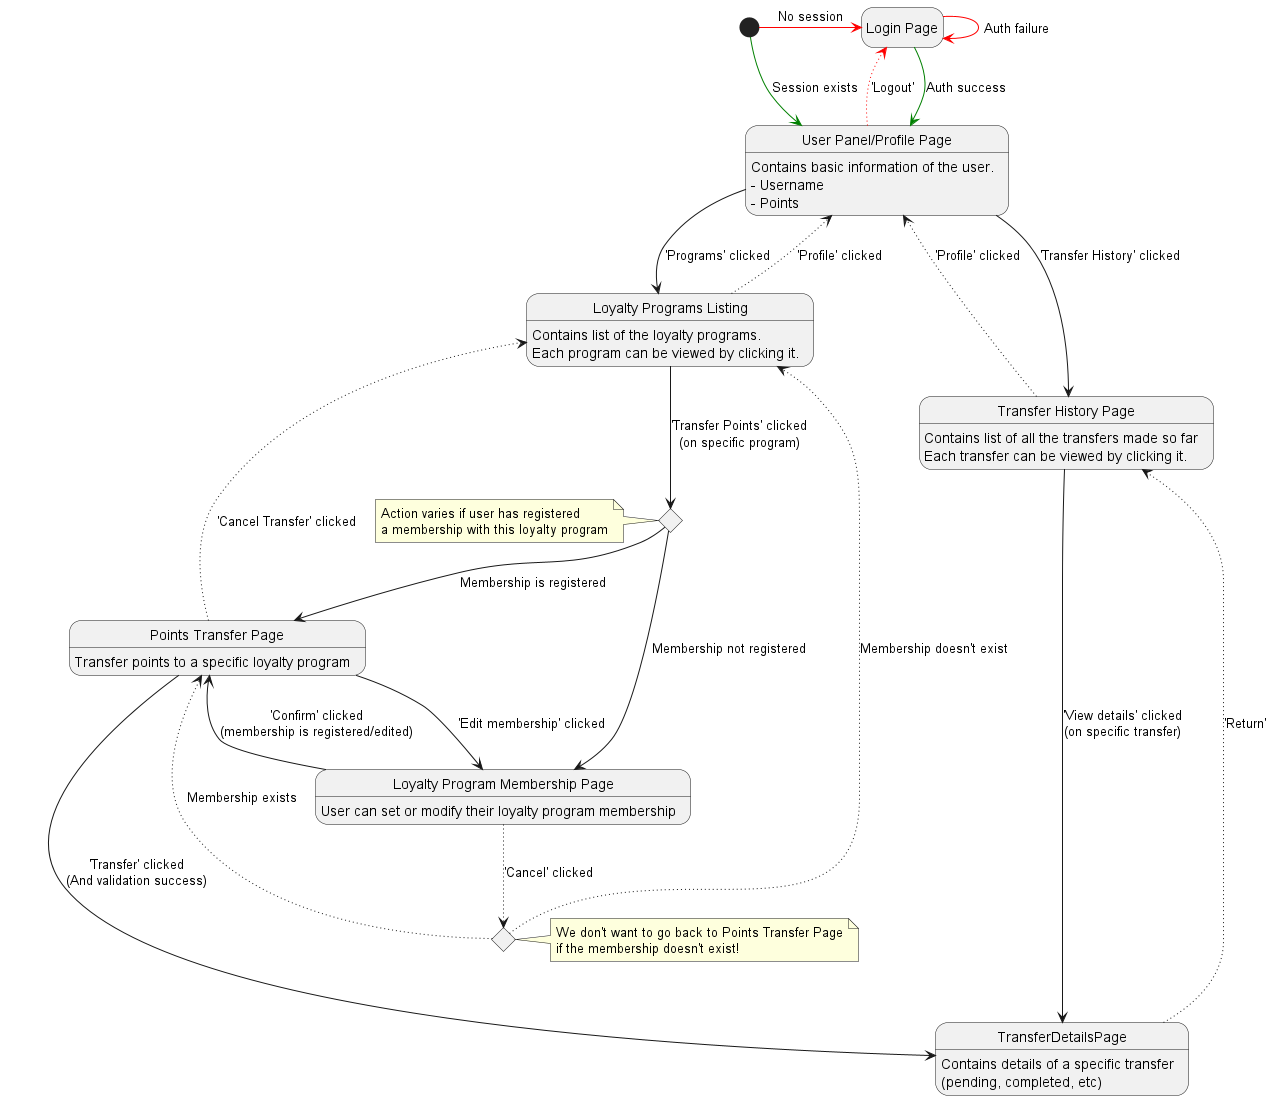 No session
Login Page
Auth failure
Session exists
'Logout'
Auth success
User Panel/Profile Page
Contains basic information of the user.
- Username
- Points
'Programs' clicked
'Profile' clicked
'Profile' clicked
'Transfer History' clicked
Loyalty Programs Listing
Contains list of the loyalty programs.
Each program can be viewed by clicking it.
Transfer History Page
Contains list of all the transfers made so far
Each transfer can be viewed by clicking it.
'Transfer Points' clicked
(on specific program)
'Cancel Transfer' clicked
Action varies if user has registered
a membership with this loyalty program
Membership is registered
Points Transfer Page
Transfer points to a specific loyalty program
Membership not registered
Membership doesn't exist
'Confirm' clicked
(membership is registered/edited)
'Edit membership' clicked
'View details' clicked
(on specific transfer)
'Return'
Loyalty Program Membership Page
User can set or modify their loyalty program membership
Membership exists
'Transfer' clicked
(And validation success)
'Cancel' clicked
We don't want to go back to Points Transfer Page
if the membership doesn't exist!
TransferDetailsPage
Contains details of a specific transfer
(pending, completed, etc)